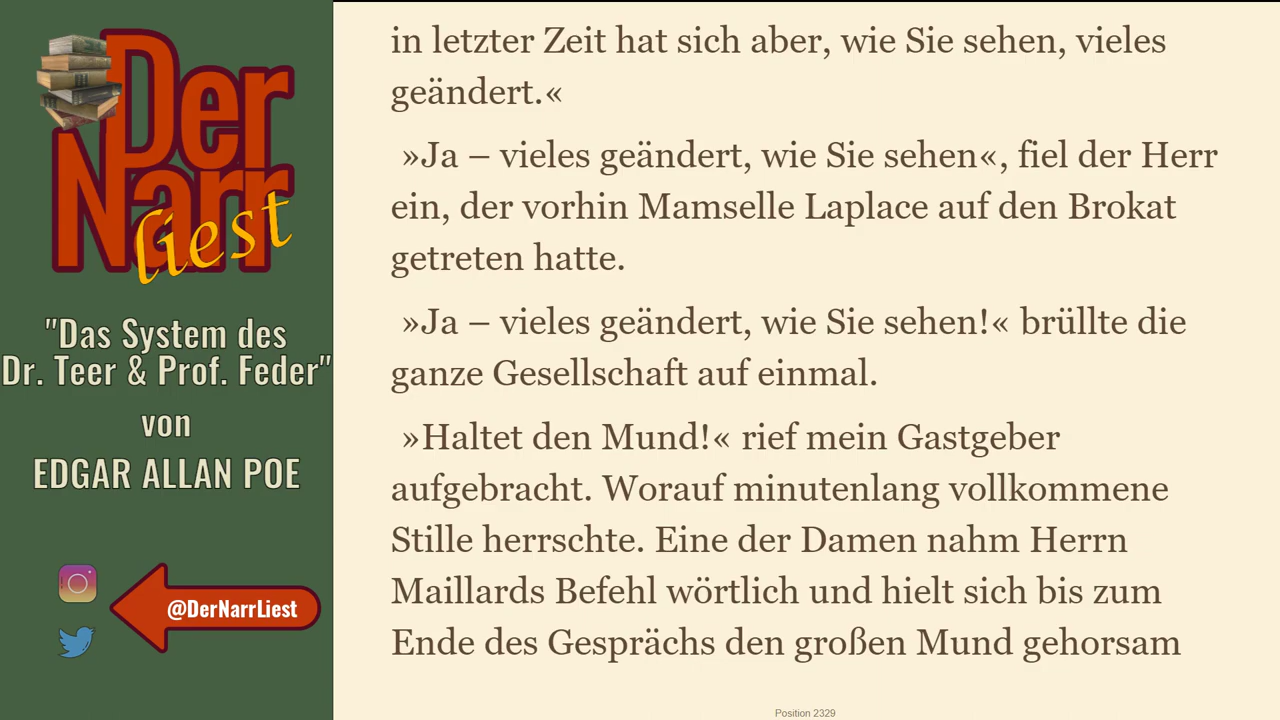 Der
Narr
liest
"Das System des
Dr. Teer & Prof. Feder"
von
EDGAR ALLAN POE
@DerNarrLiest
in letzter Zeit hat sich aber, wie Sie sehen, vieles
geändert.«
»Ja – vieles geändert, wie Sie sehen«, fiel der Herr
ein, der vorhin Mamselle Laplace auf den Brokat
getreten hatte.
»Ja – vieles geändert, wie Sie sehen!« brüllte die
ganze Gesellschaft auf einmal.
»Haltet den Mund!« rief mein Gastgeber
aufgebracht. Worauf minutenlang vollkommene
Stille herrschte. Eine der Damen nahm Herrn
Maillards Befehl wörtlich und hielt sich bis zum
Ende des Gesprächs den großen Mund gehorsam
Position 2329